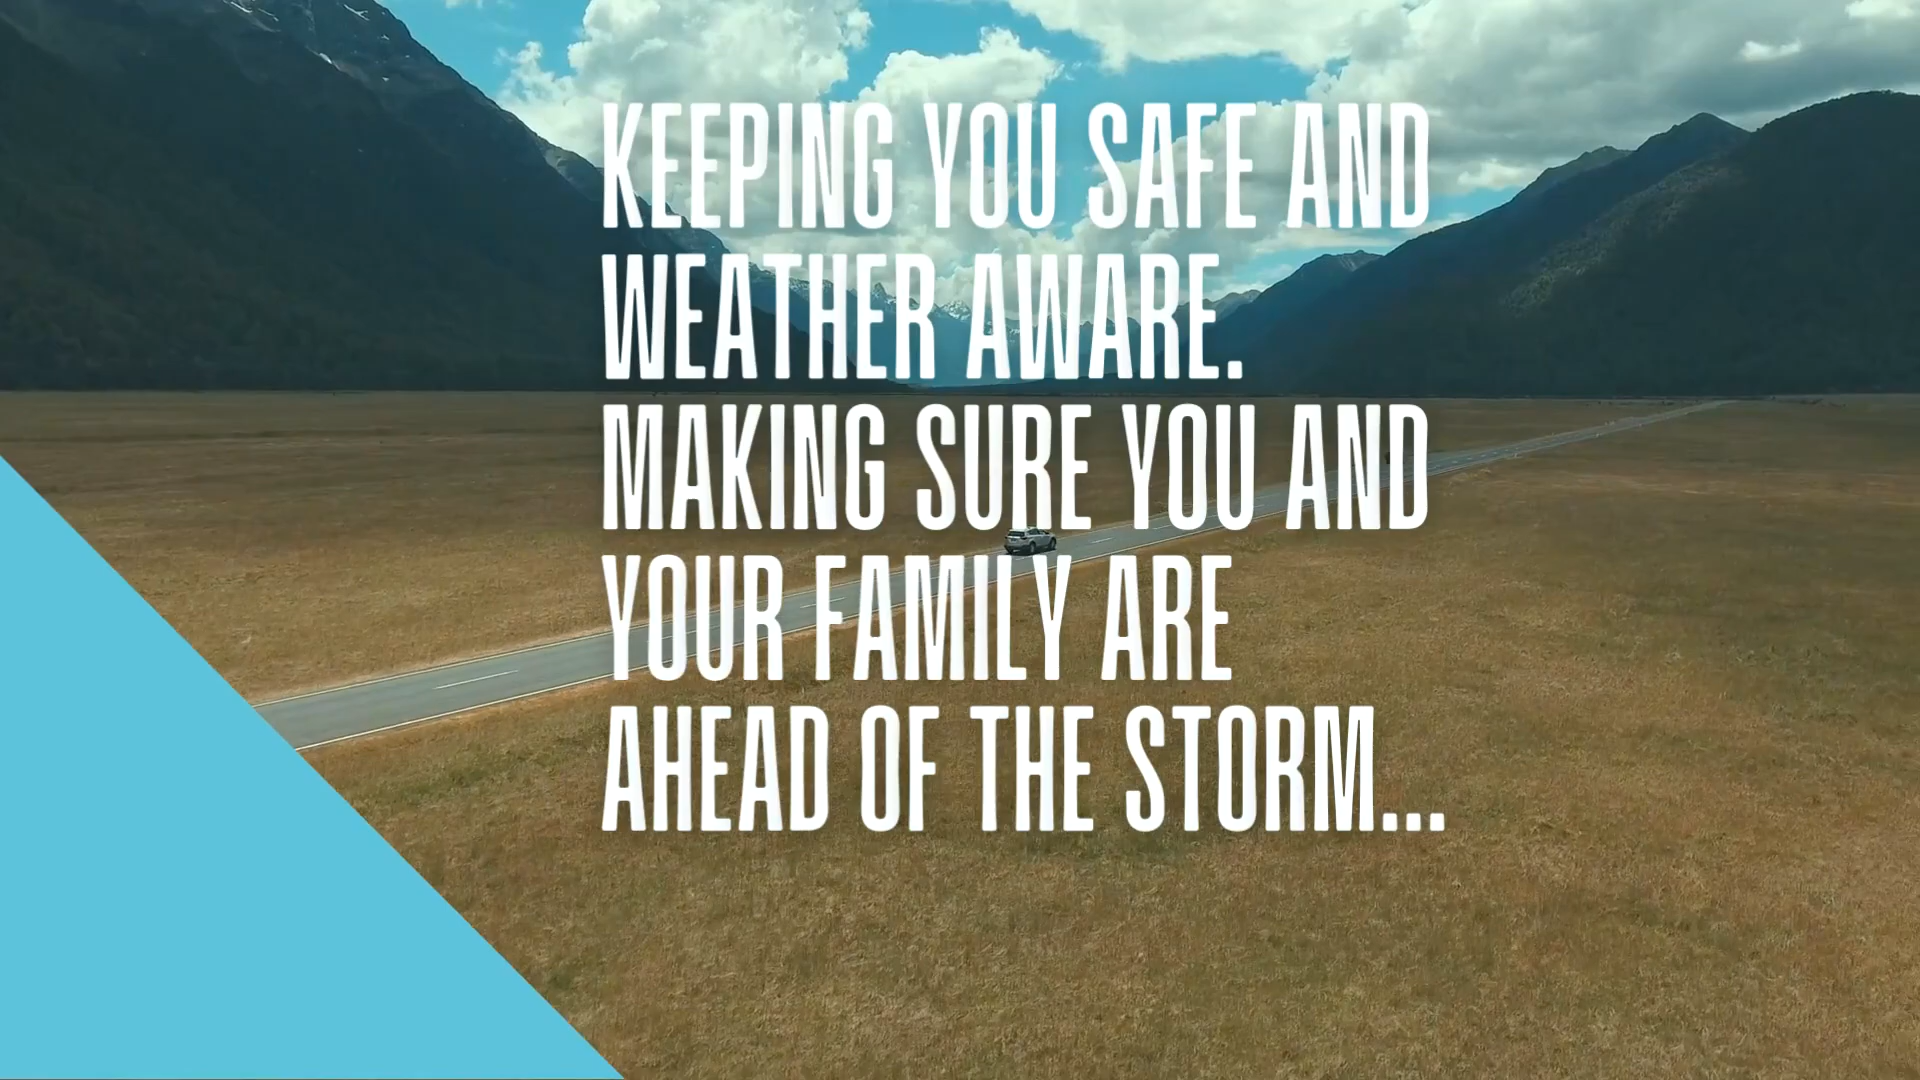 KEEPING YOU SAFE AND
WEATHER AWARE.
MAKING SURE YOU AND
YOUR FAMILY ARE
AHEAD OF THE STORM...